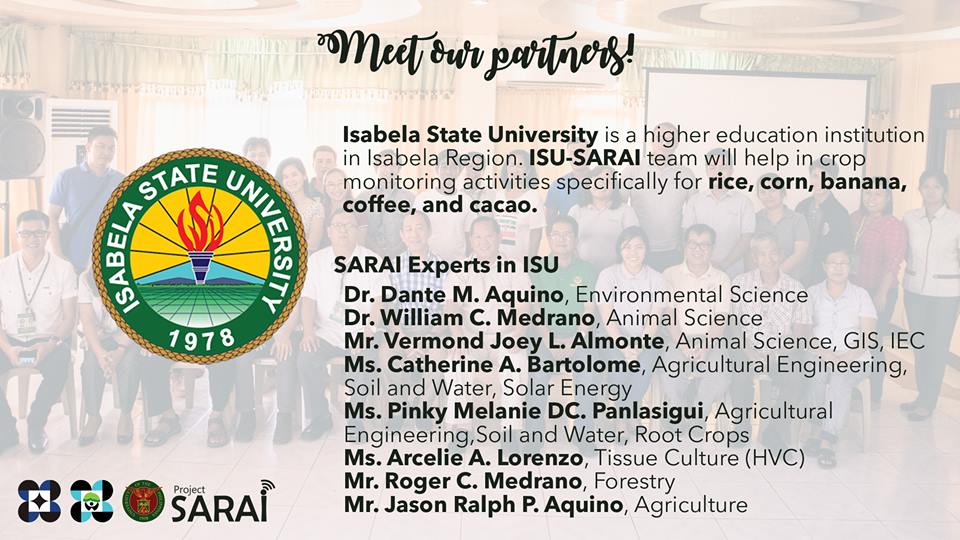 Meet our partners!
Isabela State University is a higher education institution
in Isabela Region. ISU-SARAI team will help in crop
monitoring activities specifically for rice, corn, banana,
coffee, and cacao.
ISABELA STATE UNIVERSITY
1978
SARAI Experts in ISU
Dr. Dante M. Aquino, Environmental Science
Dr. William C. Medrano, Animal Science
Mr. Vermond Joey L. Almonte, Animal Science, GIS, IEC
Ms. Catherine A. Bartolome, Agricultural Engineering,
Soil and Water, Solar Energy
Ms. Pinky Melanie DC. Panlasigui, Agricultural
Engineering,Soil and Water, Root Crops
Ms. Arcelie A. Lorenzo, Tissue Culture (HVC)
Mr. Roger C. Medrano, Forestry
Mr. Jason Ralph P. Aquino, Agriculture
Project
SARAI